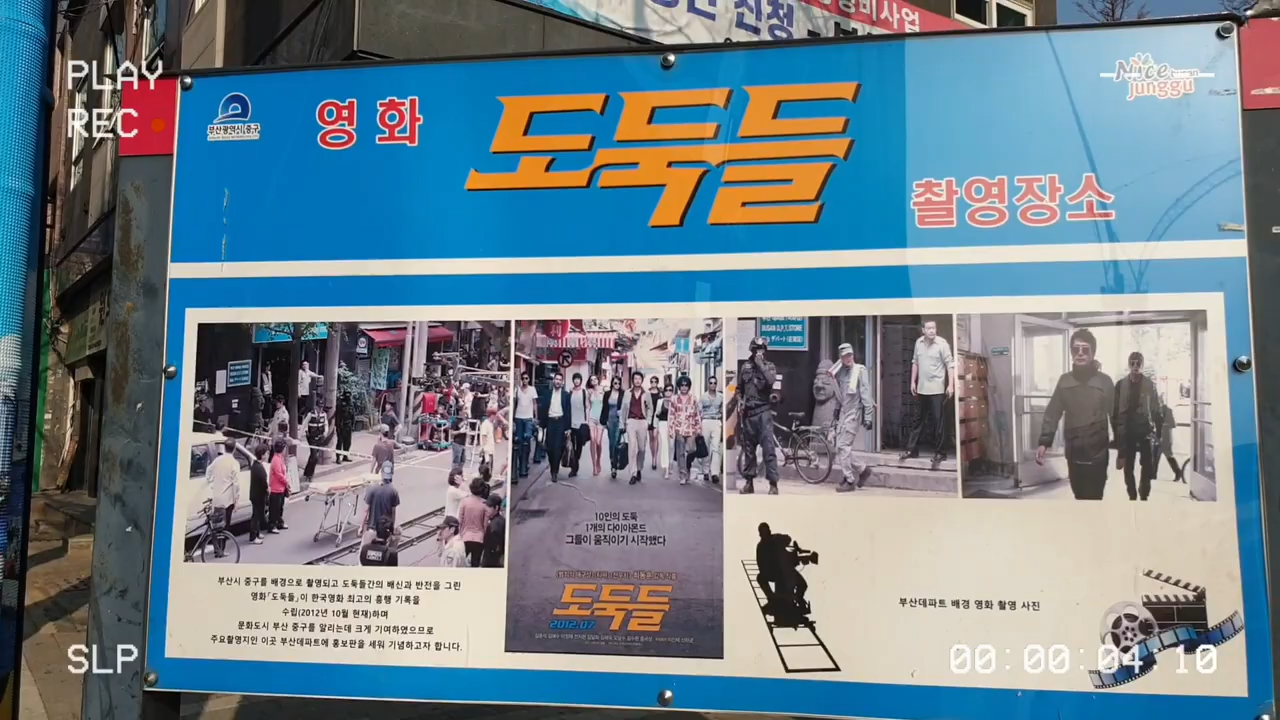 신청
정비사업
PLAY
REC
부산광역시 중구
영화
도둑들
촬영장소
Nice
junggu
BUSAN D.P.T. STORE
10인의 도둑
1개의 다이아몬드
그들이 움직이기 시작했다
도둑들
2012.07
부산시 중구를 배경으로 촬영되고 도둑들간의 배신과 반전을 그린
영화「도둑들」이 한국영화 최고의 흥행 기록을
수립(2012년 10월 현재)하며
문화도시 부산 중구를 알리는데 크게 기여하였으므로
주요촬영지인 이곳 부산데파트에 홍보판을 세워 기념하고자 합니다.
부산데파트 배경 영화 촬영 사진
SLP
00:00:04 10